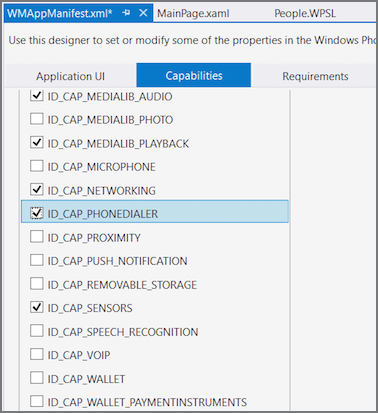 WMAppManifest.xml* MainPage.xaml People.WPSL
Use this designer to set or modify some of the properties in the Windows Pho
Application UI Capabilities Requirements
ID_CAP_MEDIALIB_AUDIO
ID_CAP_MEDIALIB_PHOTO
ID_CAP_MEDIALIB_PLAYBACK
ID_CAP_MICROPHONE
ID_CAP_NETWORKING
ID_CAP_PHONEDIALER
ID_CAP_PROXIMITY
ID_CAP_PUSH_NOTIFICATION
ID_CAP_REMOVABLE_STORAGE
ID_CAP_SENSORS
ID_CAP_SPEECH_RECOGNITION
ID_CAP_VOIP
ID_CAP_WALLET
ID_CAP_WALLET_PAYMENTINSTRUMENTS